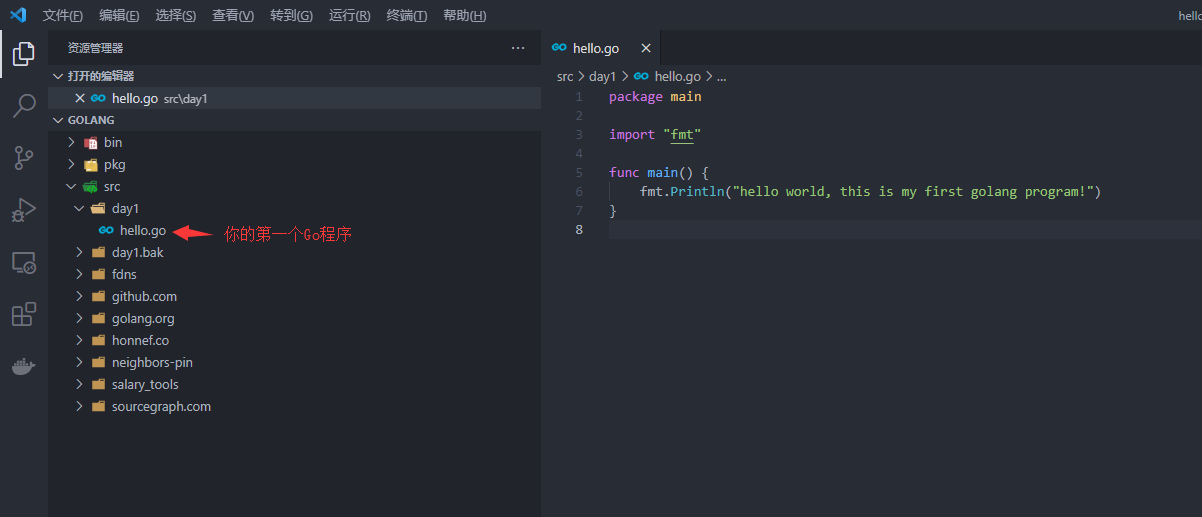 文件(F) 编辑(E) 选择(S) 查看(V) 转到(G) 运行(R) 终端(T) 帮助(H) hello
资源管理器 ···
打开的编辑器
GO hello.go src\day1
GOLANG
bin
pkg
src
day1
GO hello.go 你的第一个Go程序
day1.bak
fdns
github.com
golang.org
honnef.co
neighbors-pin
salary_tools
sourcegraph.com
GO hello.go
src > day1 > GO hello.go > ...
1 package main
2
3 import "fmt"
4
5 func main() {
6 fmt.Println("hello world, this is my first golang program!")
7 }
8